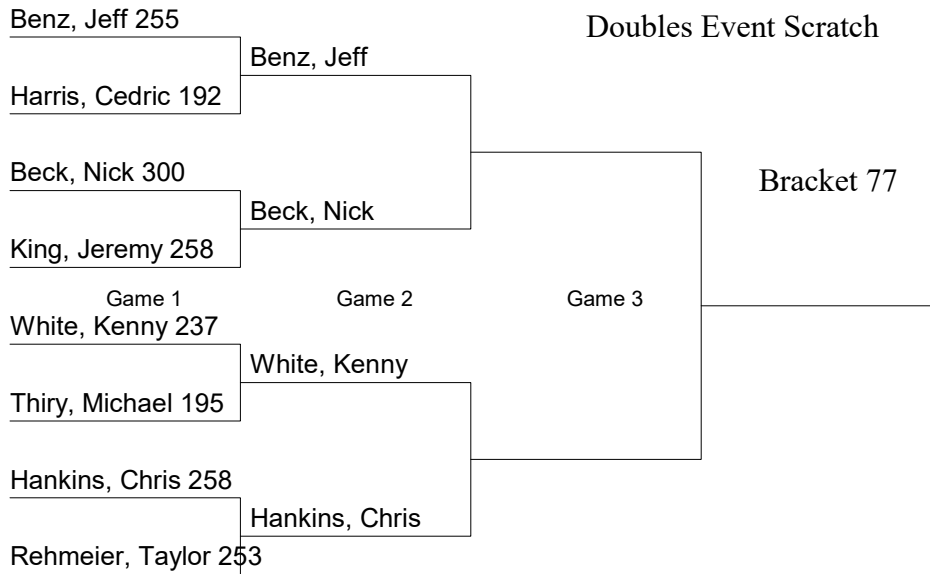 Benz, Jeff 255
Doubles Event Scratch
Benz, Jeff
Harris, Cedric 192
Beck, Nick 300
Bracket 77
Beck, Nick
King, Jeremy 258
Game 1
Game 2
Game 3
White, Kenny 237
White, Kenny
Thiry, Michael 195
Hankins, Chris 258
Hankins, Chris
Rehmeier, Taylor 253